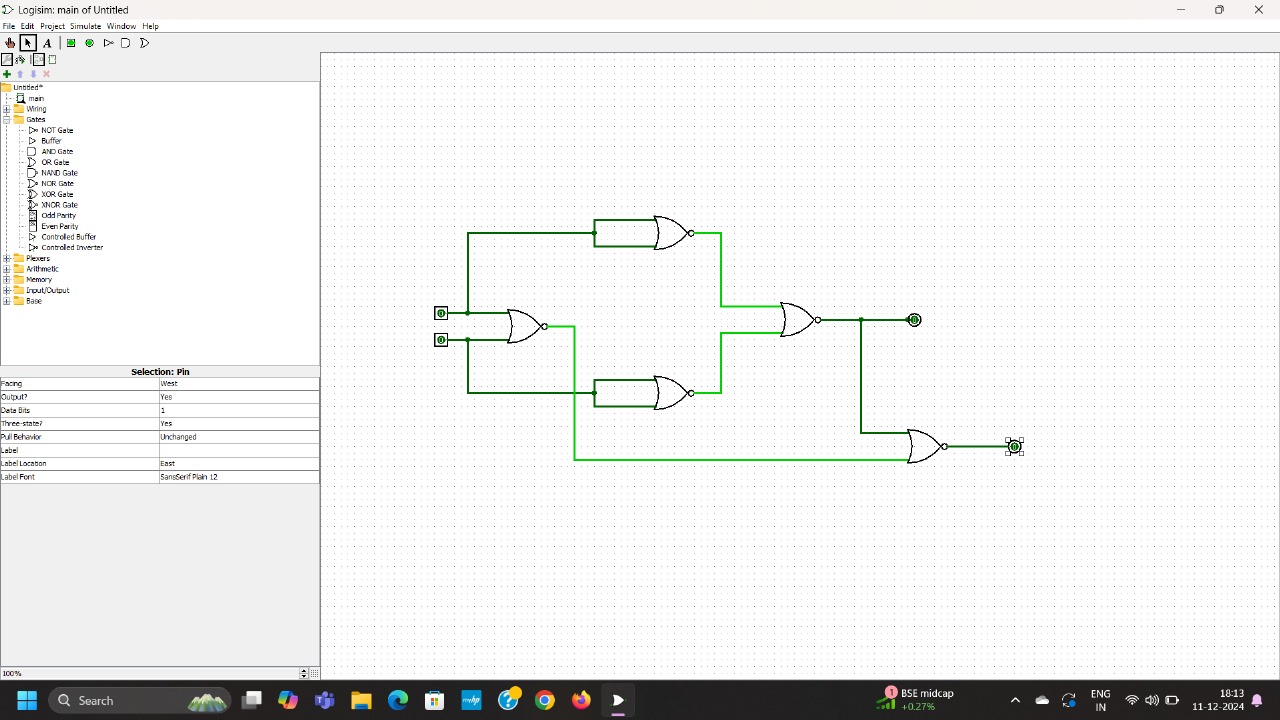 Logisim: main of Untitled
File Edit Project Simulate Window Help
A
Untitled*
main
Wiring
Gates
NOT Gate
Buffer
AND Gate
OR Gate
NAND Gate
NOR Gate
XOR Gate
XNOR Gate
Odd Parity
Even Parity
Controlled Buffer
Controlled Inverter
Plexers
Arithmetic
Memory
Input/Output
Base
Selection: Pin
Facing West
Output? Yes
Data Bits 1
Three-state? Yes
Pull Behavior Unchanged
Label
Label Location East
Label Font SansSerif Plain 12
0
0
0
0
100%
Search
1
BSE midcap
+0.27%
ENG
IN
18:13
11-12-2024